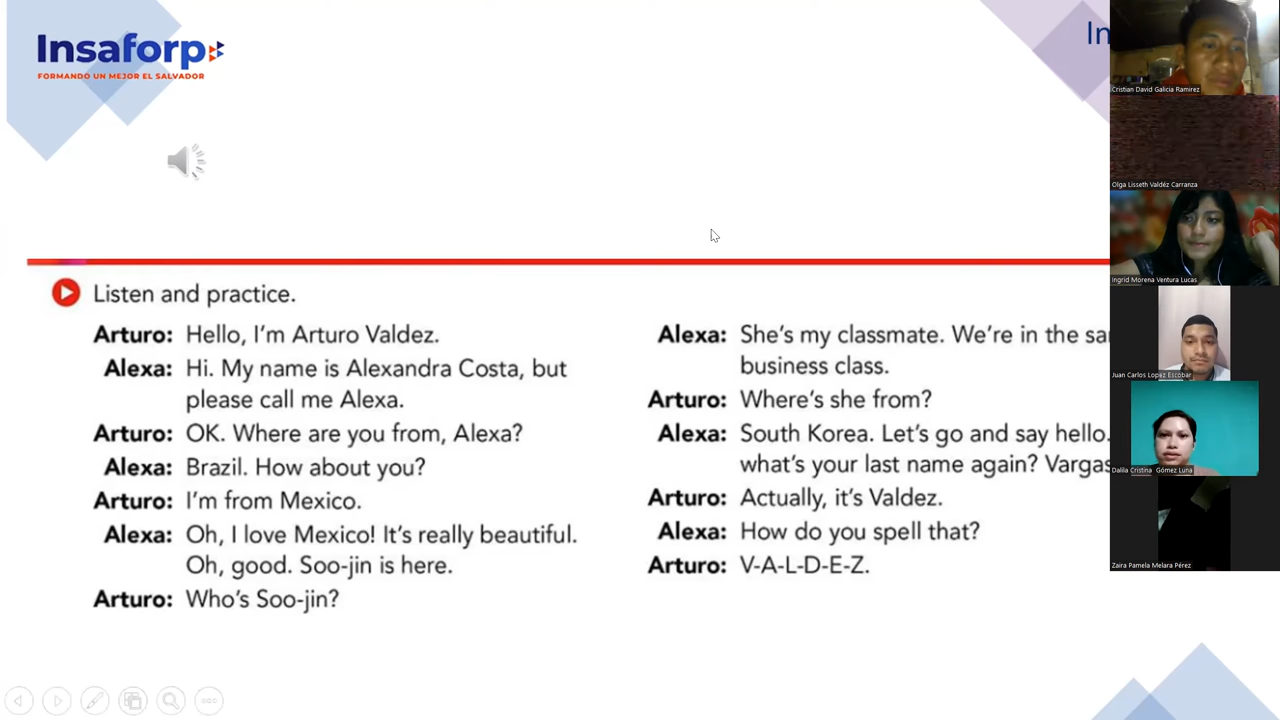 Insaforp
FORMANDO UN MEJOR EL SALVADOR
In
Listen and practice.
Arturo: Hello, I'm Arturo Valdez.
Alexa: Hi. My name is Alexandra Costa, but
please call me Alexa.
Arturo: OK. Where are you from, Alexa?
Alexa: Brazil. How about you?
Arturo: I'm from Mexico.
Alexa: Oh, I love Mexico! It's really beautiful.
Oh, good. Soo-jin is here.
Arturo: Who's Soo-jin?
Alexa: She's my classmate. We're in the sa
business class.
Arturo: Where's she from?
Alexa: South Korea. Let's go and say hello.
what's your last name again? Vargas
Arturo: Actually, it's Valdez.
Alexa: How do you spell that?
Arturo: V-A-L-D-E-Z.
Cristian David Galicia Ramirez
Olga Lisseth Valdéz Carranza
Ingrid Morena Ventura Lucas
Juan Carlos Lopez Escobar
Dalila Cristina Gómez Luna
Zaira Pamela Melara Pérez